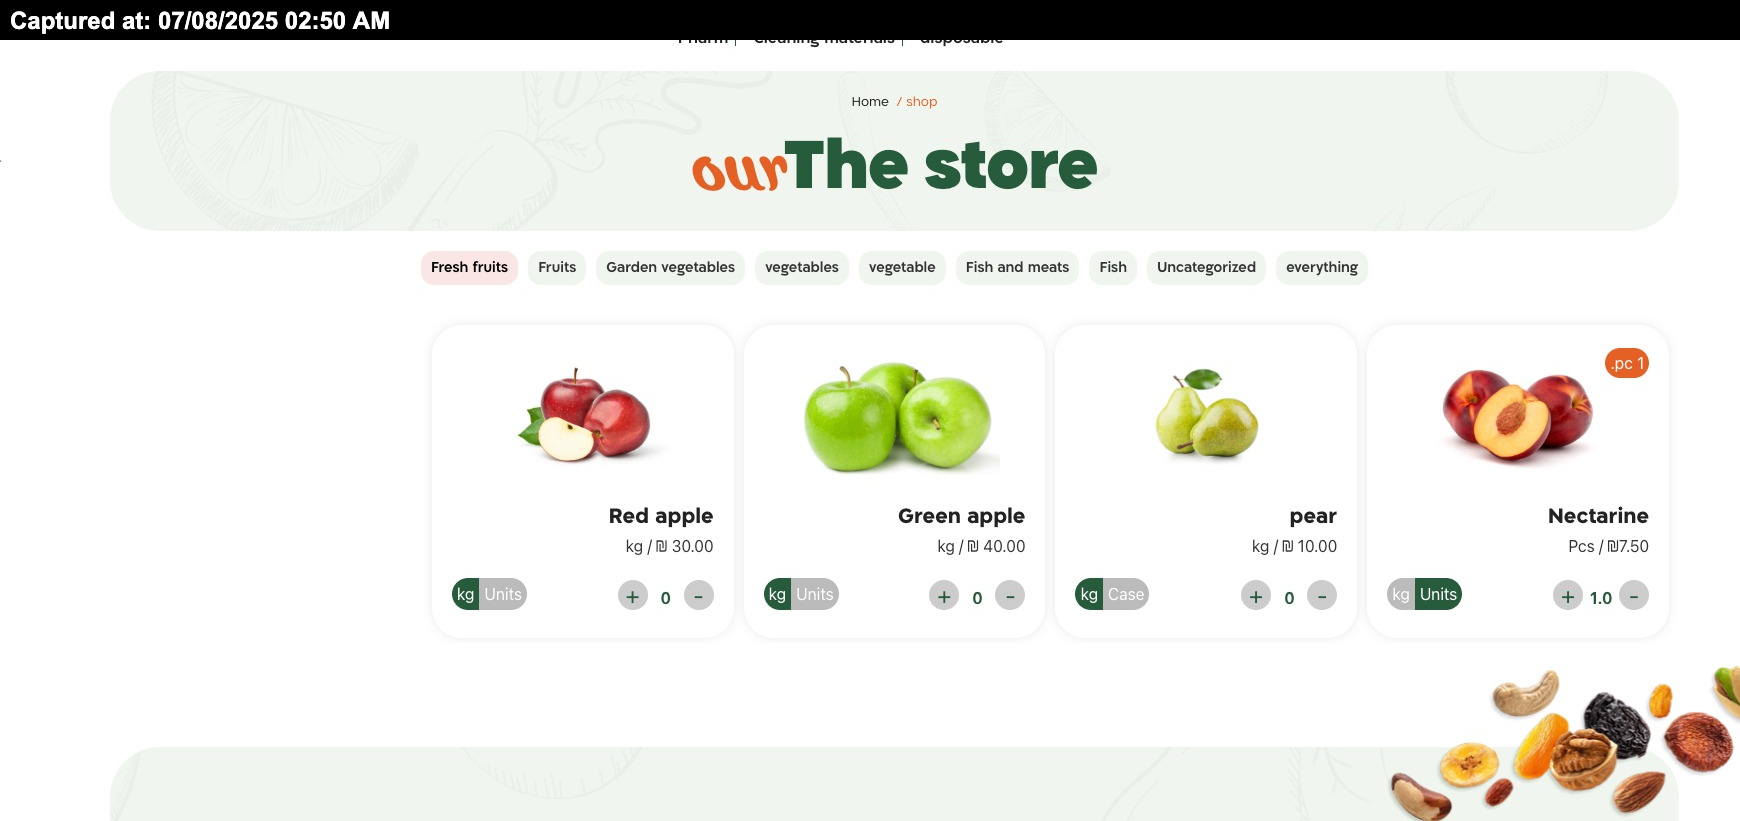 Captured at: 07/08/2025 02:50 AM
Pharm | Cleaning materials | disposable
Home / shop
ourThe store
Fresh fruits
Fruits
Garden vegetables
vegetables
vegetable
Fish and meats
Fish
Uncategorized
everything
Red apple
kg / ₪ 30.00
kg Units
+ 0 -
Green apple
kg / ₪ 40.00
kg Units
+ 0 -
pear
kg / ₪ 10.00
kg Case
+ 0 -
.pc 1
Nectarine
Pcs / ₪7.50
kg Units
+ 1.0 -